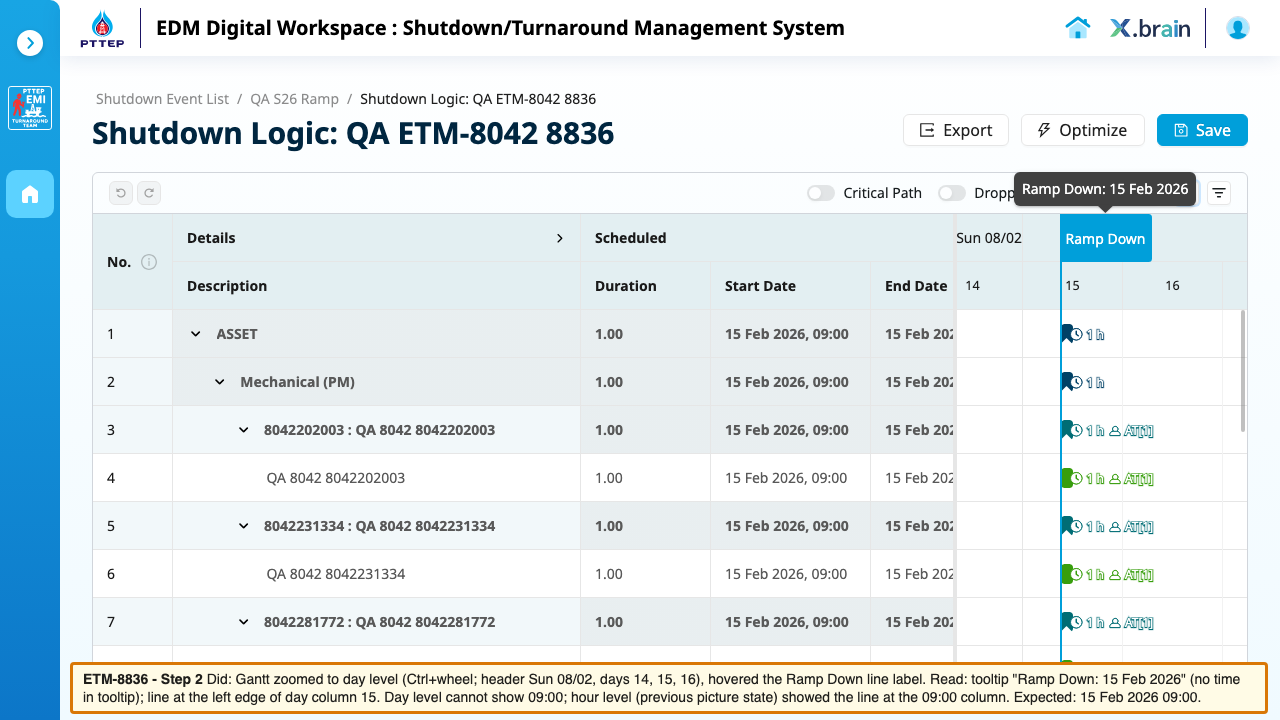 PTTEP
EDM Digital Workspace : Shutdown/Turnaround Management System
X.brain
PTTEP
EMI
TURNAROUND
TEAM
Shutdown Event List / QA S26 Ramp / Shutdown Logic: QA ETM-8042 8836
Shutdown Logic: QA ETM-8042 8836
Export
Optimize
Save
Critical Path
Dropp
Ramp Down: 15 Feb 2026
No.
Details
Scheduled
Sun 08/02
Ramp Down
Description
Duration
Start Date
End Date
14
15
16
1 ASSET 1.00 15 Feb 2026, 09:00 15 Feb 202 1 h
2 Mechanical (PM) 1.00 15 Feb 2026, 09:00 15 Feb 202 1 h
3 8042202003 : QA 8042 8042202003 1.00 15 Feb 2026, 09:00 15 Feb 202 1 h AT[1]
4 QA 8042 8042202003 1.00 15 Feb 2026, 09:00 15 Feb 202 1 h AT[1]
5 8042231334 : QA 8042 8042231334 1.00 15 Feb 2026, 09:00 15 Feb 202 1 h AT[1]
6 QA 8042 8042231334 1.00 15 Feb 2026, 09:00 15 Feb 202 1 h AT[1]
7 8042281772 : QA 8042 8042281772 1.00 15 Feb 2026, 09:00 15 Feb 202 1 h AT[1]
ETM-8836 - Step 2 Did: Gantt zoomed to day level (Ctrl+wheel; header Sun 08/02, days 14, 15, 16), hovered the Ramp Down line label. Read: tooltip "Ramp Down: 15 Feb 2026" (no time
in tooltip); line at the left edge of day column 15. Day level cannot show 09:00; hour level (previous picture state) showed the line at the 09:00 column. Expected: 15 Feb 2026 09:00.